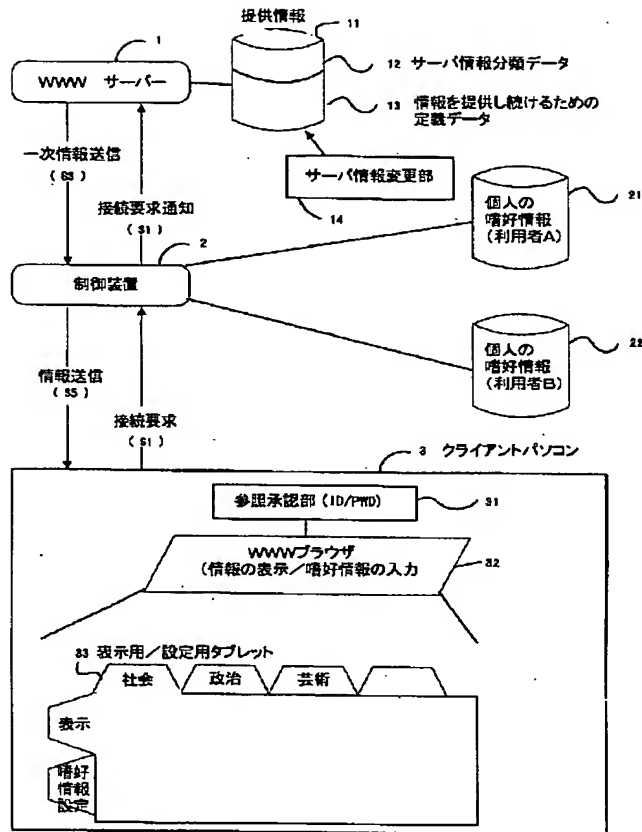 提供情報
11
1
WWW サーバー
12 サーバ情報分類データ
13 情報を提供し続けるための
定義データ
一次情報送信
(S3)
サーバ情報変更部
14
接続要求通知
(S1)
21
個人の
嗜好情報
(利用者A)
2
制御装置
22
個人の
嗜好情報
(利用者B)
情報送信
(S5)
接続要求
(S1)
3 クライアントパソコン
参照承認部(ID/PWD)
31
WWWブラウザ
(情報の表示/嗜好情報の入力
32
33 表示用/設定用タブレット
社会
政治
芸術
表示
嗜好
情報
設定